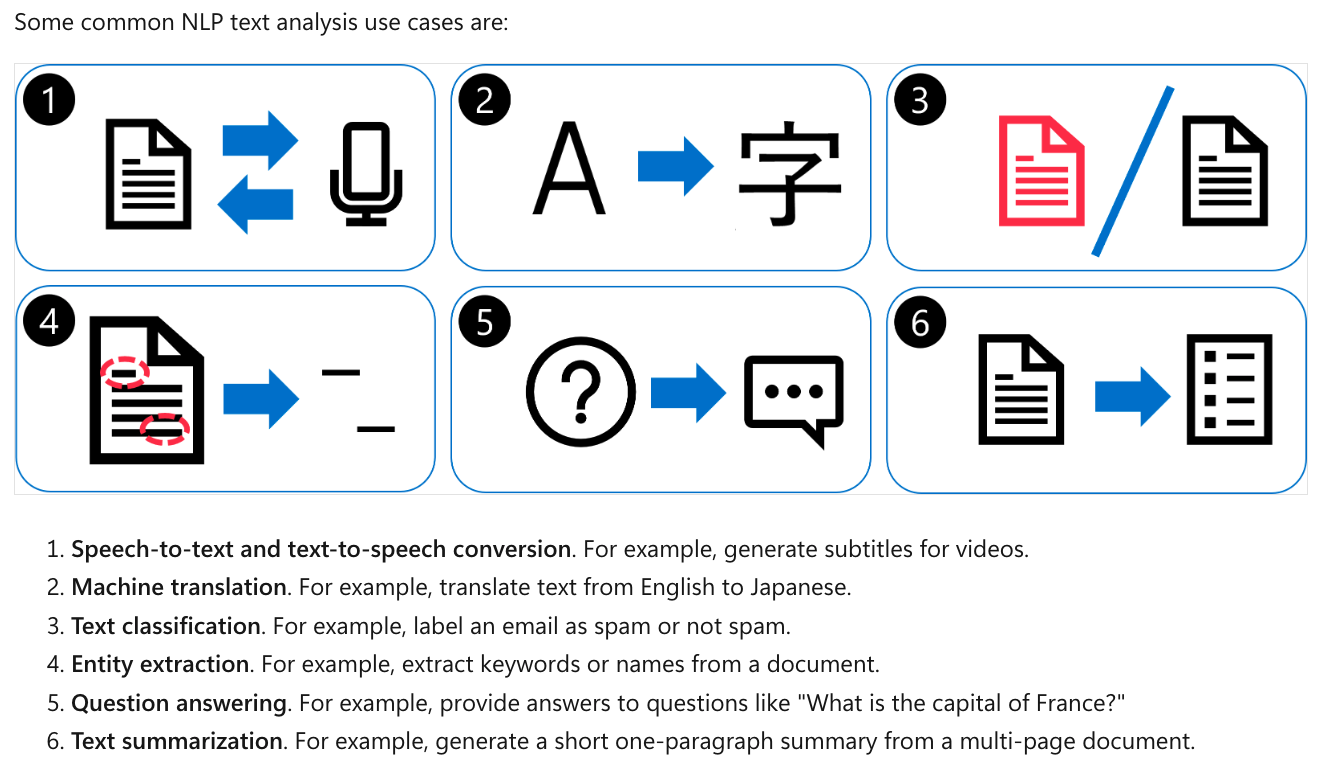 Some common NLP text analysis use cases are:
1
2
A
字
3
4
5
?
6
1. Speech-to-text and text-to-speech conversion. For example, generate subtitles for videos.
2. Machine translation. For example, translate text from English to Japanese.
3. Text classification. For example, label an email as spam or not spam.
4. Entity extraction. For example, extract keywords or names from a document.
5. Question answering. For example, provide answers to questions like "What is the capital of France?"
6. Text summarization. For example, generate a short one-paragraph summary from a multi-page document.